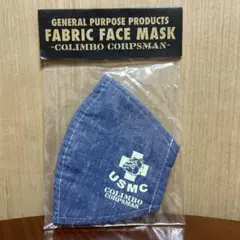 GENERAL PURPOSE PRODUCTS
FABRIC FACE MASK
-COLIMBO CORPSMAN-
USMC
COLIMBO
CORPSMAN